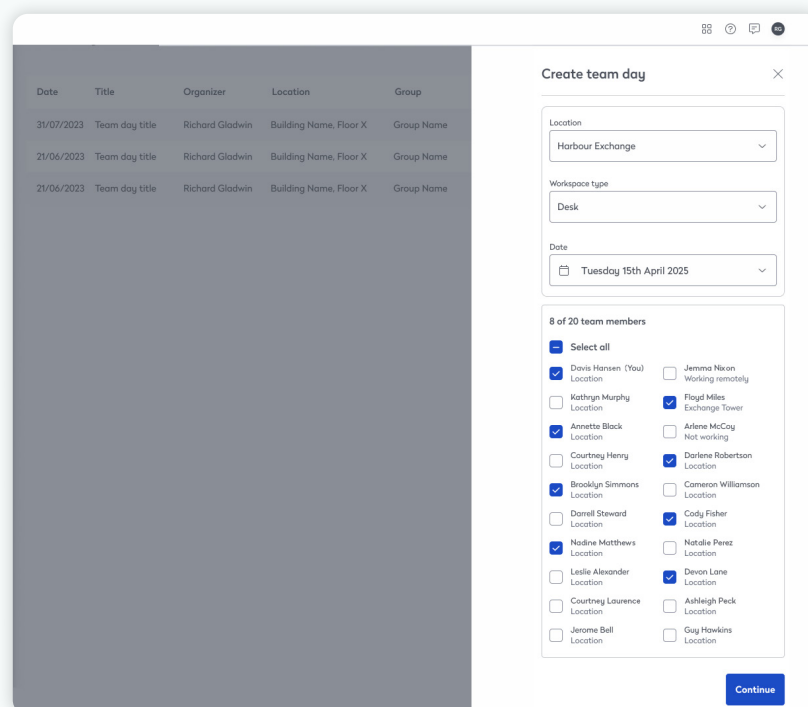 RG
Date Title Organizer Location Group
31/07/2023 Team day title Richard Gladwin Building Name, Floor X Group Name
21/06/2023 Team day title Richard Gladwin Building Name, Floor X Group Name
21/06/2023 Team day title Richard Gladwin Building Name, Floor X Group Name
Create team day
Location
Harbour Exchange
Workspace type
Desk
Date
Tuesday 15th April 2025
8 of 20 team members
Select all
Davis Hansen (You) Jemma Nixon
Location Working remotely
Kathryn Murphy Floyd Miles
Location Exchange Tower
Annette Black Arlene McCoy
Location Not working
Courtney Henry Darlene Robertson
Location Location
Brooklyn Simmons Cameron Williamson
Location Location
Darrell Steward Cody Fisher
Location Location
Nadine Matthews Natalie Perez
Location Location
Leslie Alexander Devon Lane
Location Location
Courtney Laurence Ashleigh Peck
Location Location
Jerome Bell Guy Hawkins
Location Location
Continue